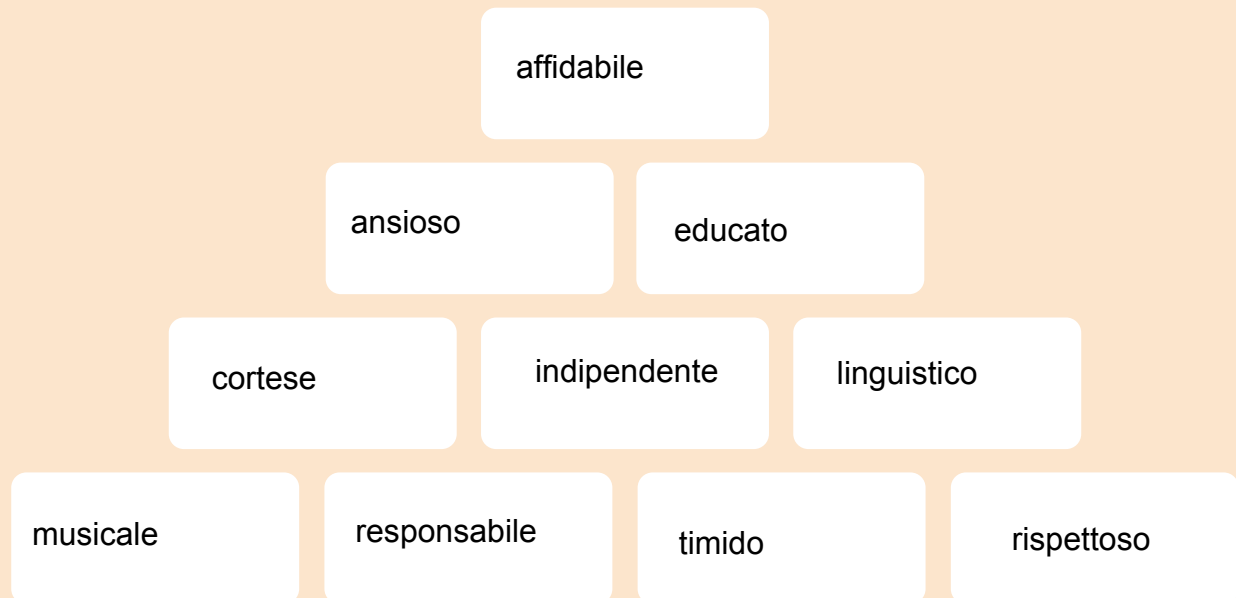 affidabile
ansioso
educato
cortese
indipendente
linguistico
musicale
responsabile
timido
rispettoso